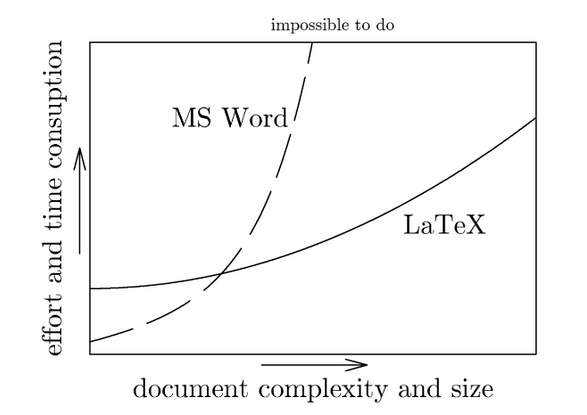 impossible to do
MS Word
LaTeX
effort and time consuption
document complexity and size